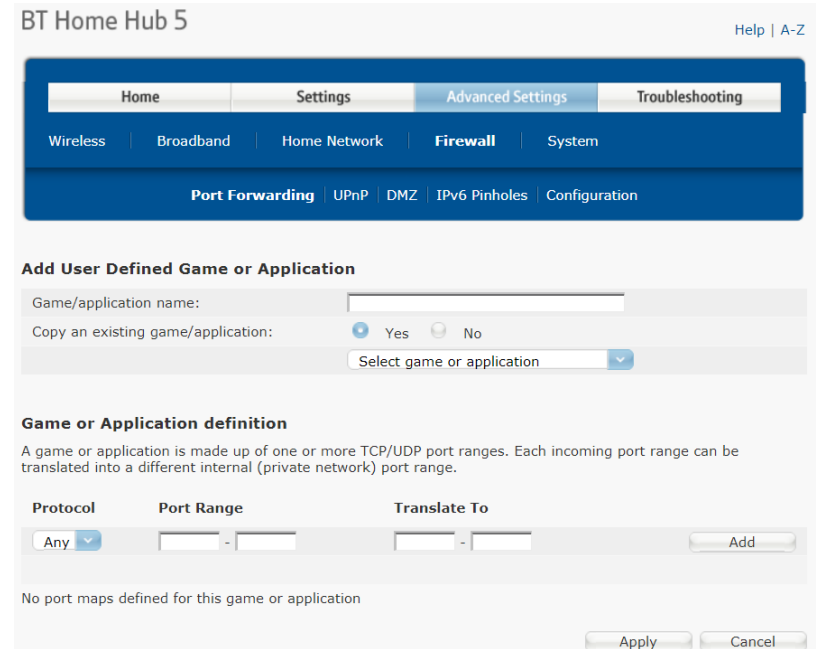 BT Home Hub 5
Help | A-Z
Home Settings Advanced Settings Troubleshooting
Wireless Broadband Home Network Firewall System
Port Forwarding UPnP DMZ IPv6 Pinholes Configuration
Add User Defined Game or Application
Game/application name:
Copy an existing game/application: Yes No
Select game or application
Game or Application definition
A game or application is made up of one or more TCP/UDP port ranges. Each incoming port range can be
translated into a different internal (private network) port range.
Protocol Port Range Translate To
Any - - Add
No port maps defined for this game or application
Apply Cancel